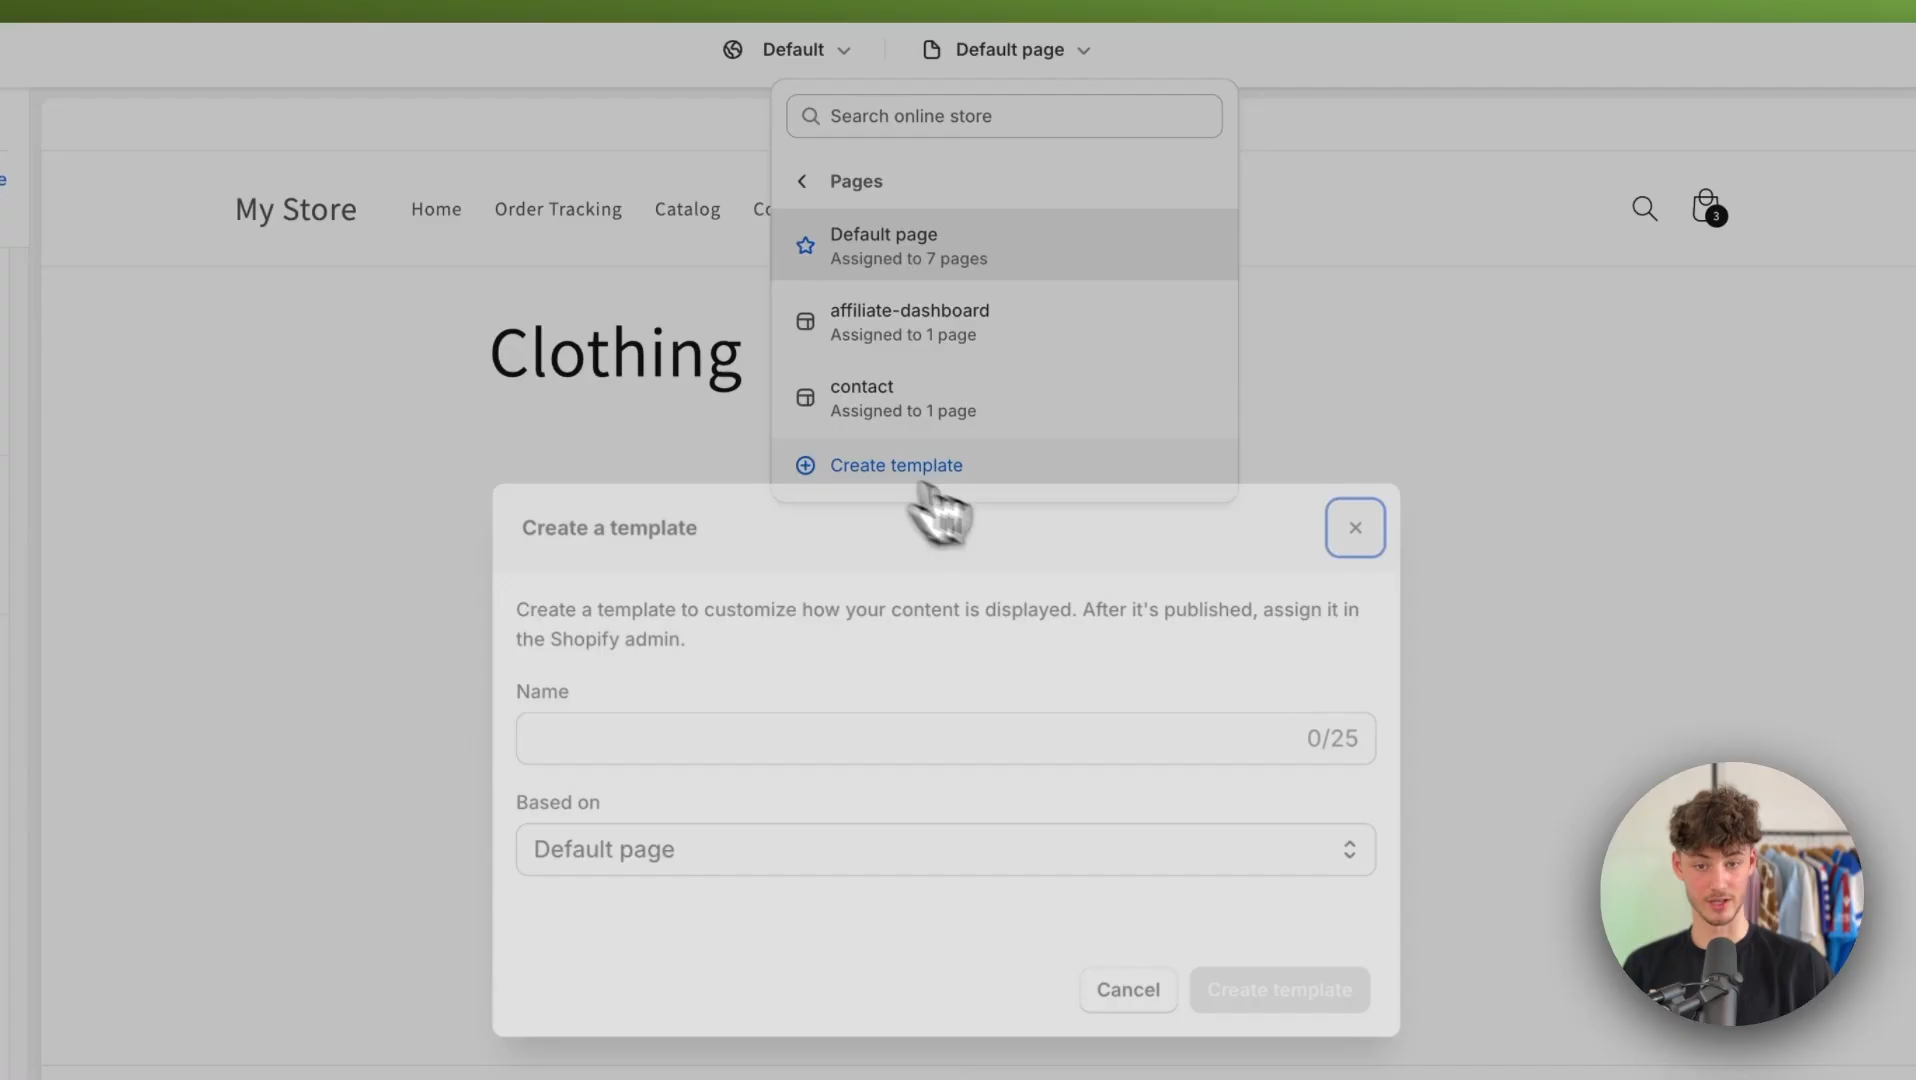 Default
Default page
Search online store
Pages
My Store
Home
Order Tracking
Catalog
3
Default page
Assigned to 7 pages
affiliate-dashboard
Assigned to 1 page
Clothing
contact
Assigned to 1 page
Create template
Create a template
Create a template to customize how your content is displayed. After it's published, assign it in
the Shopify admin.
Name
0/25
Based on
Default page
Cancel
Create template